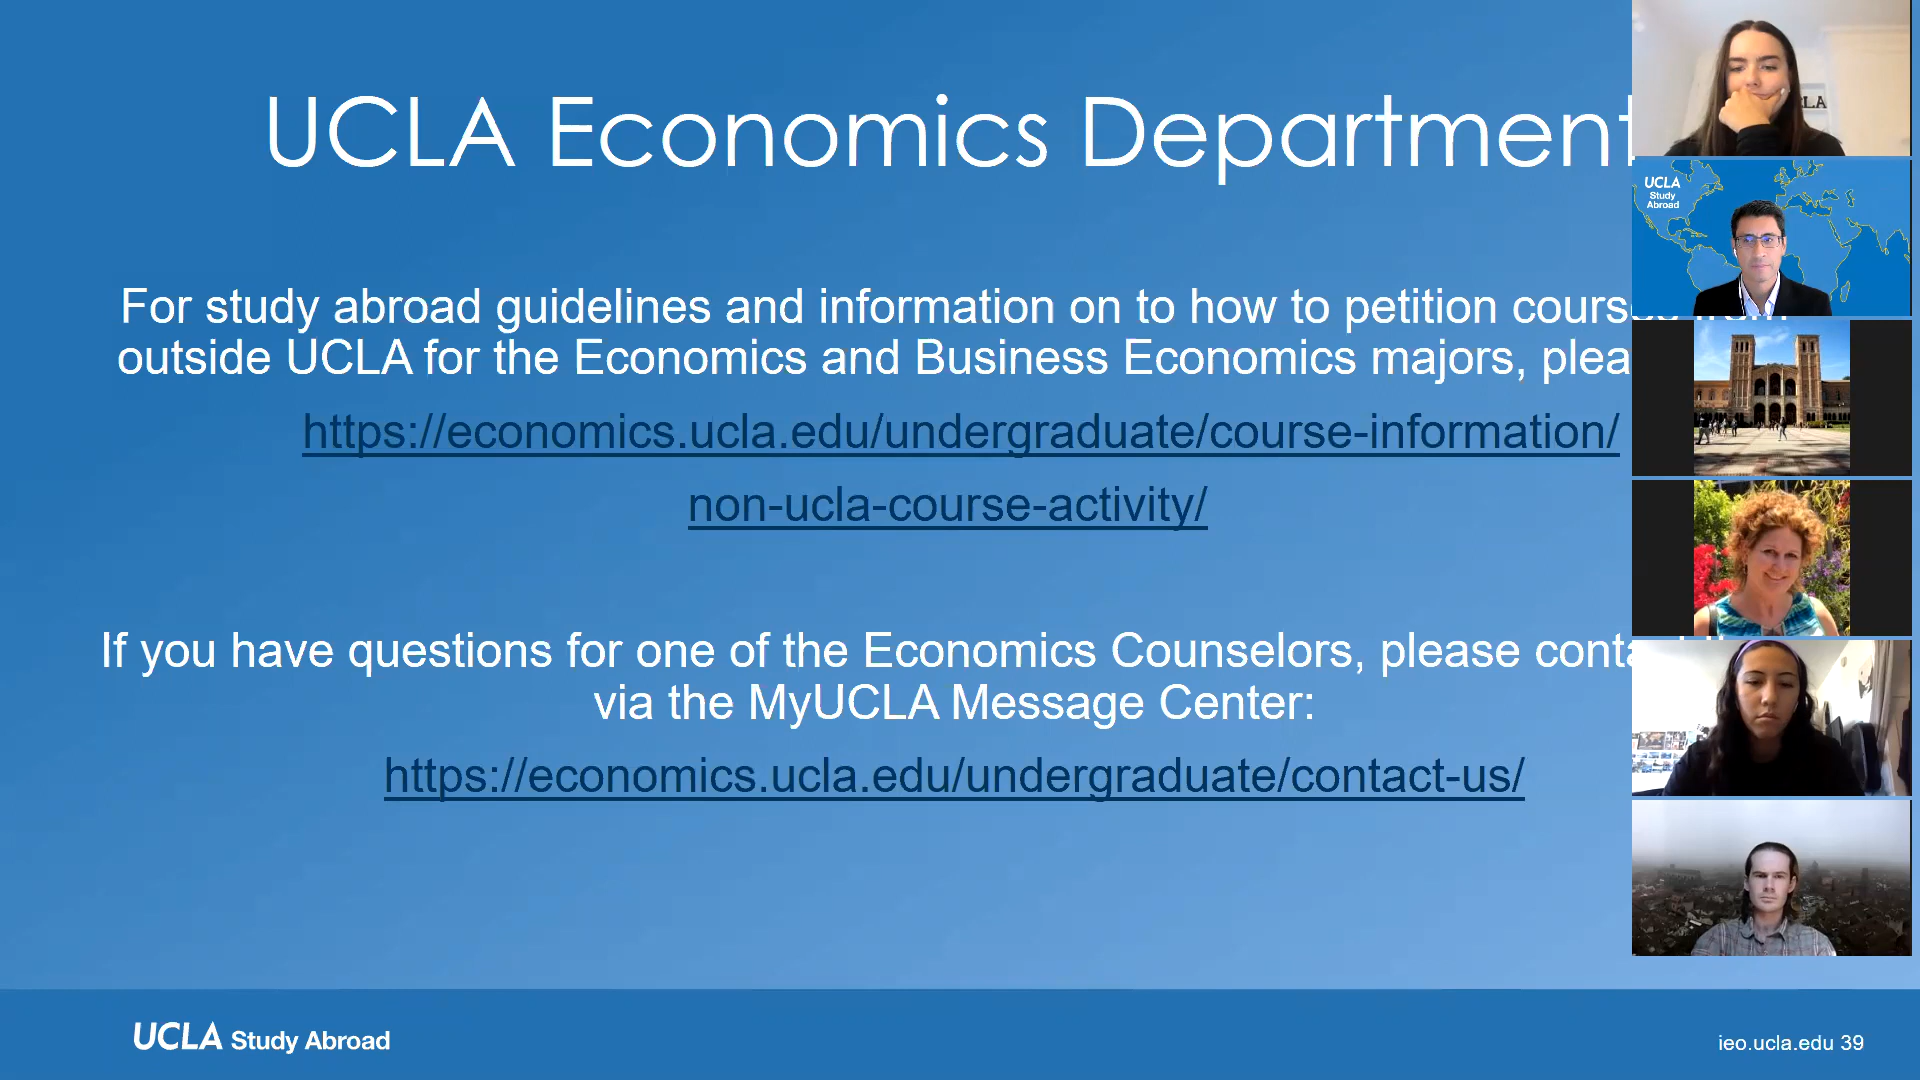 UCLA Economics Department
For study abroad guidelines and information on to how to petition
outside UCLA for the Economics and Business Economics majors,
https://economics.ucla.edu/undergraduate/course-information/
non-ucla-course-activity/
If you have questions for one of the Economics Counselors, please
via the MyUCLA Message Center:
https://economics.ucla.edu/undergraduate/contact-us/
UCLA Study Abroad
ieo.ucla.edu 39
UCLA
Study
Abroad